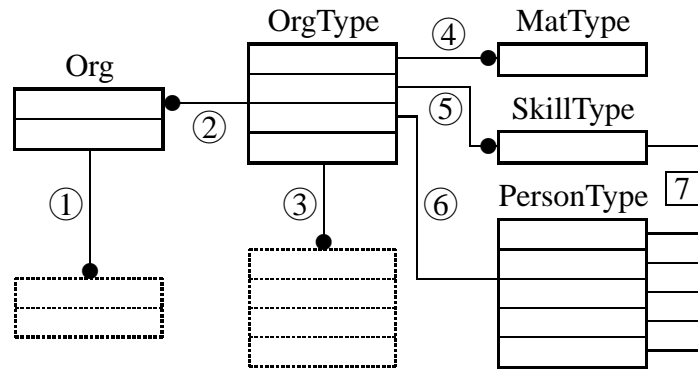 OrgType
④
MatType
Org
②
⑤
SkillType
①
③
⑥
PersonType
7